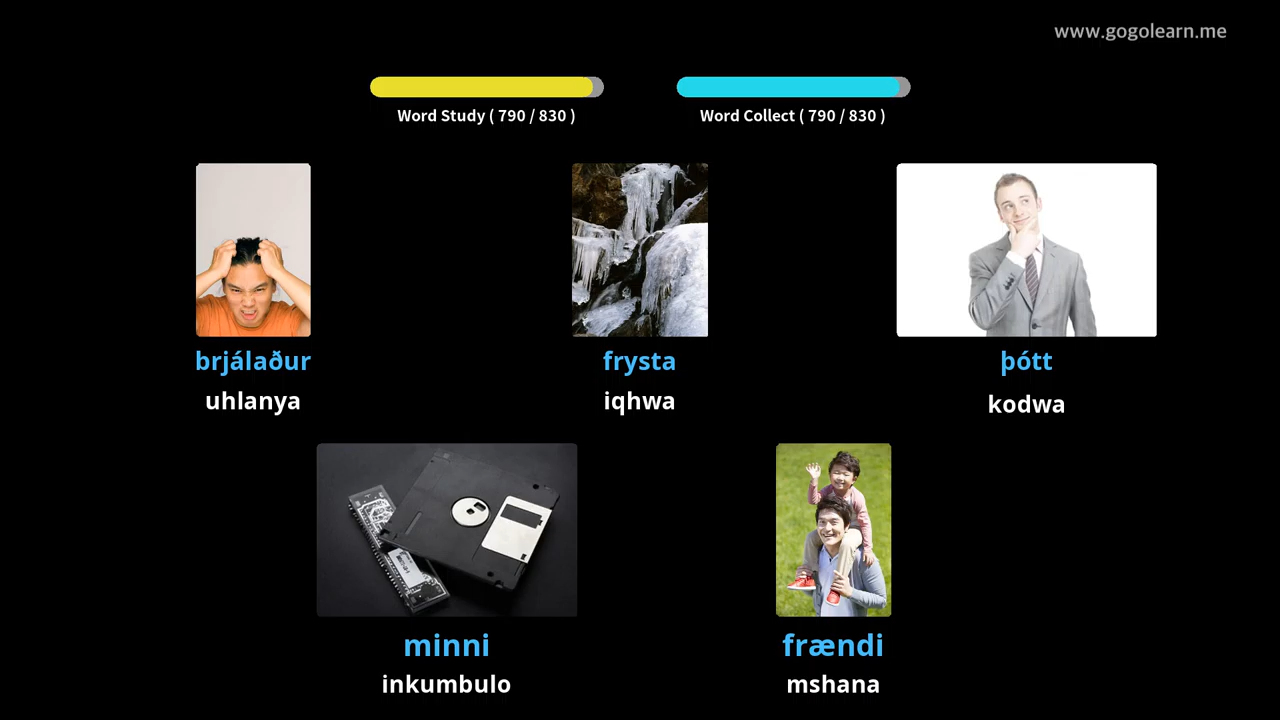 www.gogolearn.me
Word Study ( 790 / 830 )
Word Collect ( 790 / 830 )
brjálaður
uhlanya
frysta
iqhwa
þótt
kodwa
minni
inkumbulo
frændi
mshana